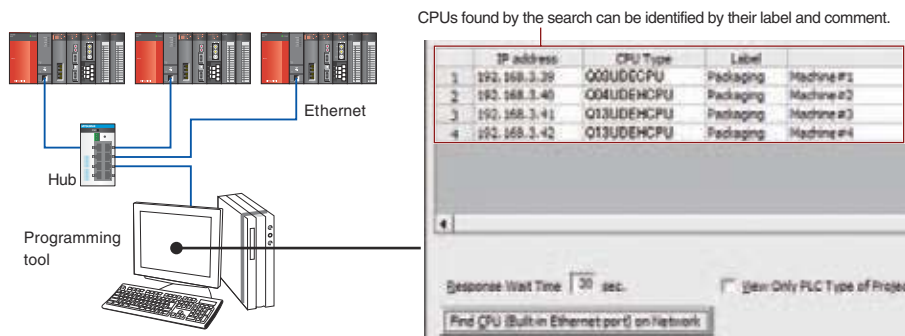 CPUs found by the search can be identified by their label and comment.
Ethernet
Hub
Programming
tool
IP address CPU Type Label
1 192.168.3.39 Q03UDECPU Packaging Machine#1
2 192.168.3.40 Q04UDEHCPU Packaging Machine#2
3 192.168.3.41 Q13UDEHCPU Packaging Machine#3
4 192.168.3.42 Q13UDEHCPU Packaging Machine#4
Response Wait Time 30 sec.
View Only PLC Type of Projec
Find CPU (Built-in Ethernet port) on Network